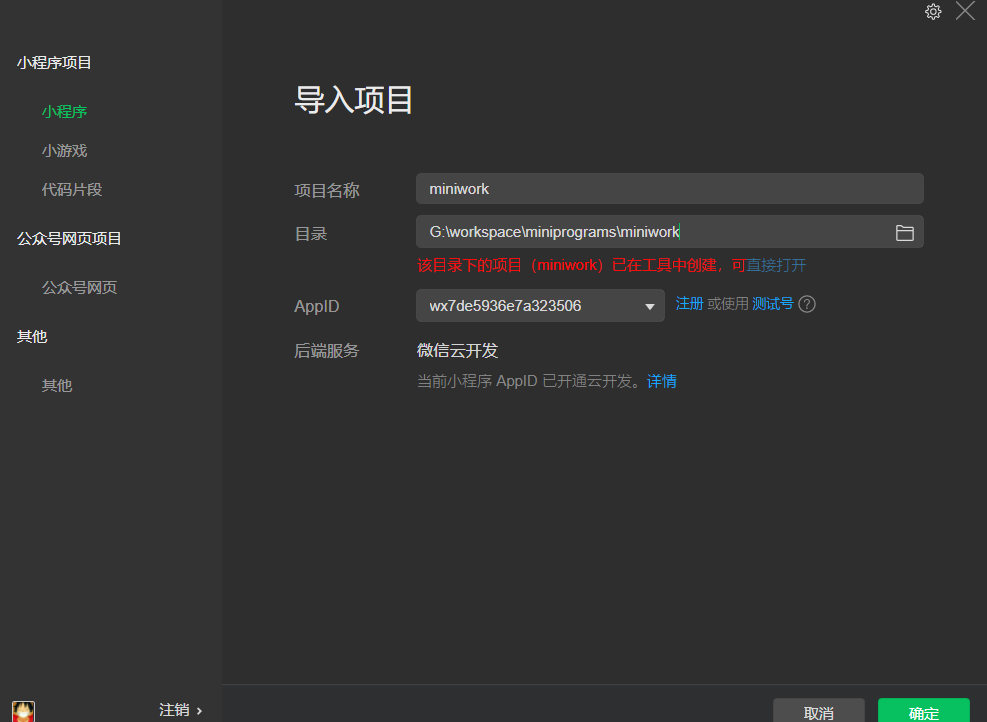 小程序项目
小程序
小游戏
代码片段
公众号网页项目
公众号网页
其他
其他
注销
导入项目
项目名称 miniwork
目录 G:\workspace\miniprograms\miniwork
该目录下的项目（miniwork）已在工具中创建，可直接打开
AppID wx7de5936e7a323506 注册 或使用 测试号 ?
后端服务 微信云开发
当前小程序 AppID 已开通云开发。详情
取消 确定